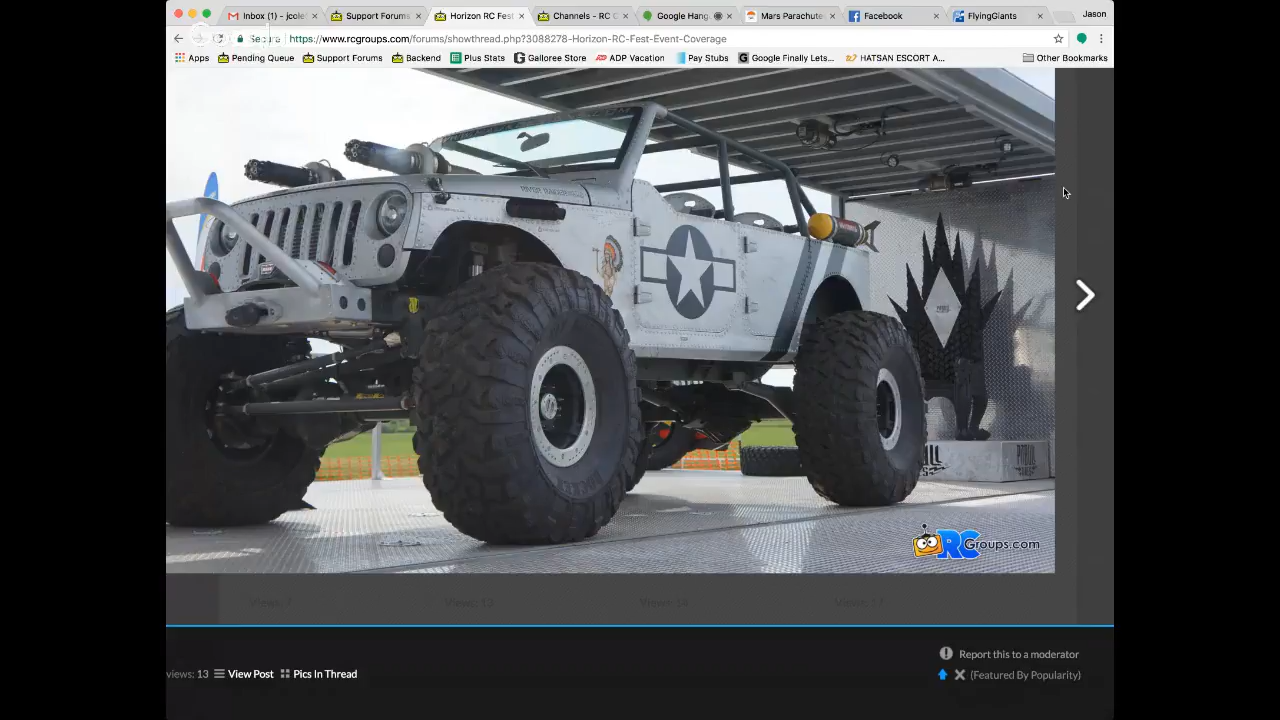 Inbox (1) - jcole
Support Forums
Horizon RC Fest
Channels - RC G
Google Hang
Mars Parachute
Facebook
FlyingGiants
Jason
Secure
https://www.rcgroups.com/forums/showthread.php?3088278-Horizon-RC-Fest-Event-Coverage
Apps
Pending Queue
Support Forums
Backend
Plus Stats
Galloree Store
ADP Vacation
Pay Stubs
Google Finally Lets...
HATSAN ESCORT A...
Other Bookmarks
RCGroups.com
Views: 7
Views: 13
Views: 17
Report this to a moderator
views: 13
View Post
Pics In Thread
(Featured By Popularity)